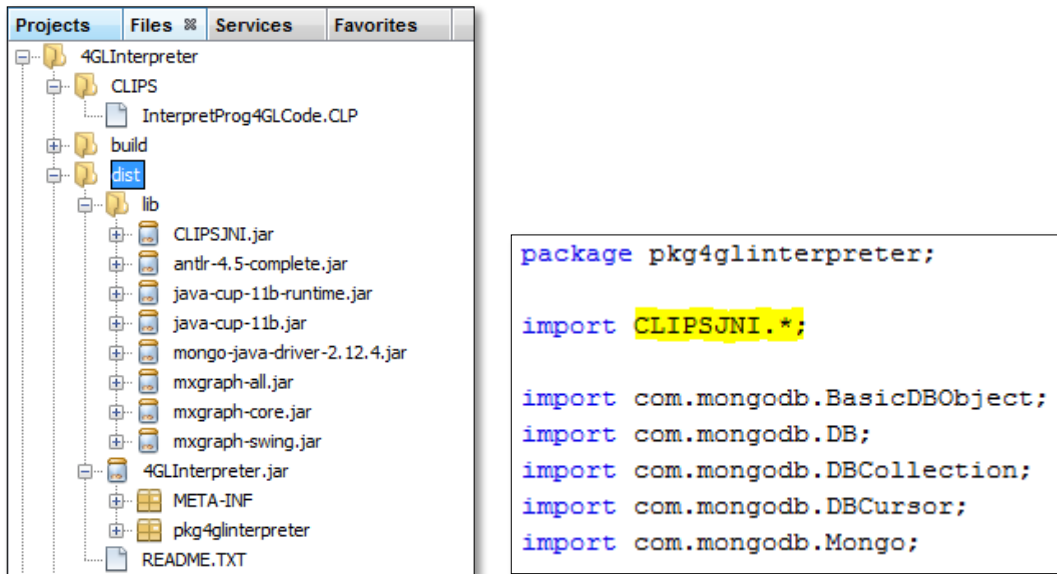 Projects Files Services Favorites
4GLInterpreter
CLIPS
InterpretProg4GLCode.CLP
build
dist
lib
CLIPSJNI.jar
antlr-4.5-complete.jar
java-cup-11b-runtime.jar
java-cup-11b.jar
mongo-java-driver-2.12.4.jar
mxgraph-all.jar
mxgraph-core.jar
mxgraph-swing.jar
4GLInterpreter.jar
META-INF
pkg4glinterpreter
README.TXT
package pkg4glinterpreter;
import CLIPSJNI.*;
import com.mongodb.BasicDBObject;
import com.mongodb.DB;
import com.mongodb.DBCollection;
import com.mongodb.DBCursor;
import com.mongodb.Mongo;